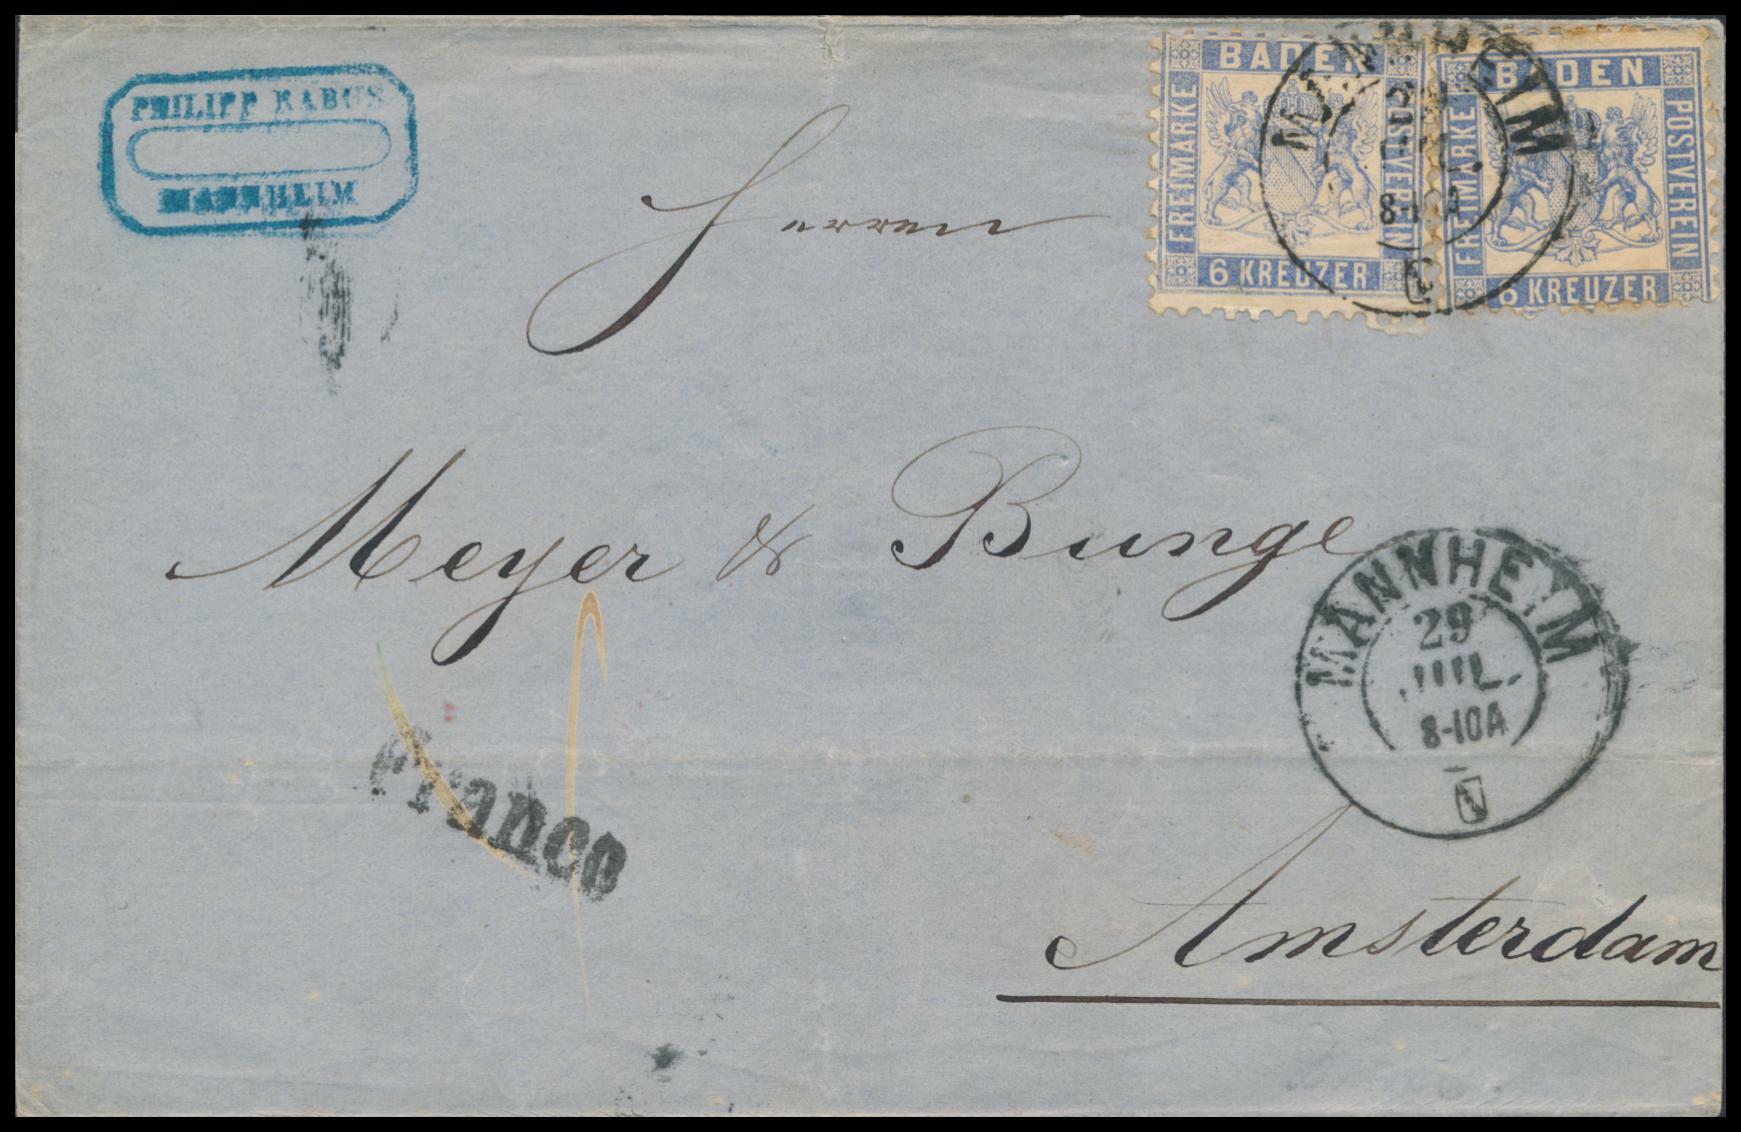 PHILIPP KABUS
MANNHEIM
BADEN
FREIMARKE
POSTVEREIN
6 KREUZER
BADEN
FREIMARKE
POSTVEREIN
6 KREUZER
MANNHEIM
Herren
Meyer & Bunge
MANNHEIM
29
JUL.
8-10A
Franco
Amsterdam